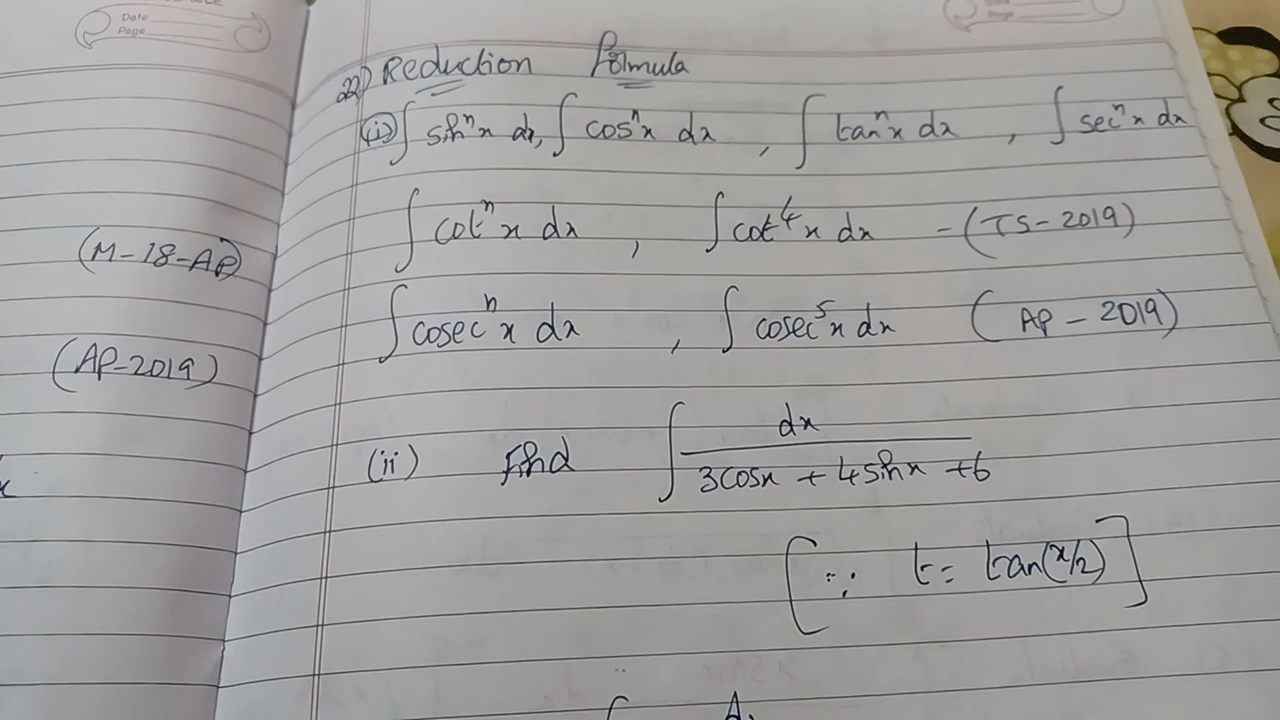 Date
Page
(M-18-AP)
(AP-2019)
22) Reduction Formula
(i) ∫ sinⁿx dx, ∫ cosⁿx dx , ∫ tanⁿx dx , ∫ secⁿx dx
∫ cotⁿx dx , ∫ cot⁴x dx - (TS-2019)
∫ cosecⁿx dx , ∫ cosec⁵x dx (AP - 2019)
(ii) Find ∫ dx / 3cosx + 4sinx + 6
[∵ t = tan(x/2)]